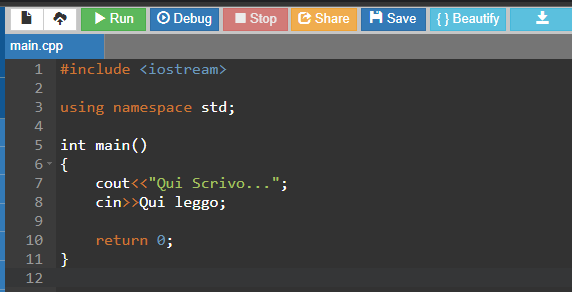 Run Debug Stop Share Save { } Beautify
main.cpp
1 #include <iostream>
2
3 using namespace std;
4
5 int main()
6 {
7 cout<<"Qui Scrivo...";
8 cin>>Qui leggo;
9
10 return 0;
11 }
12